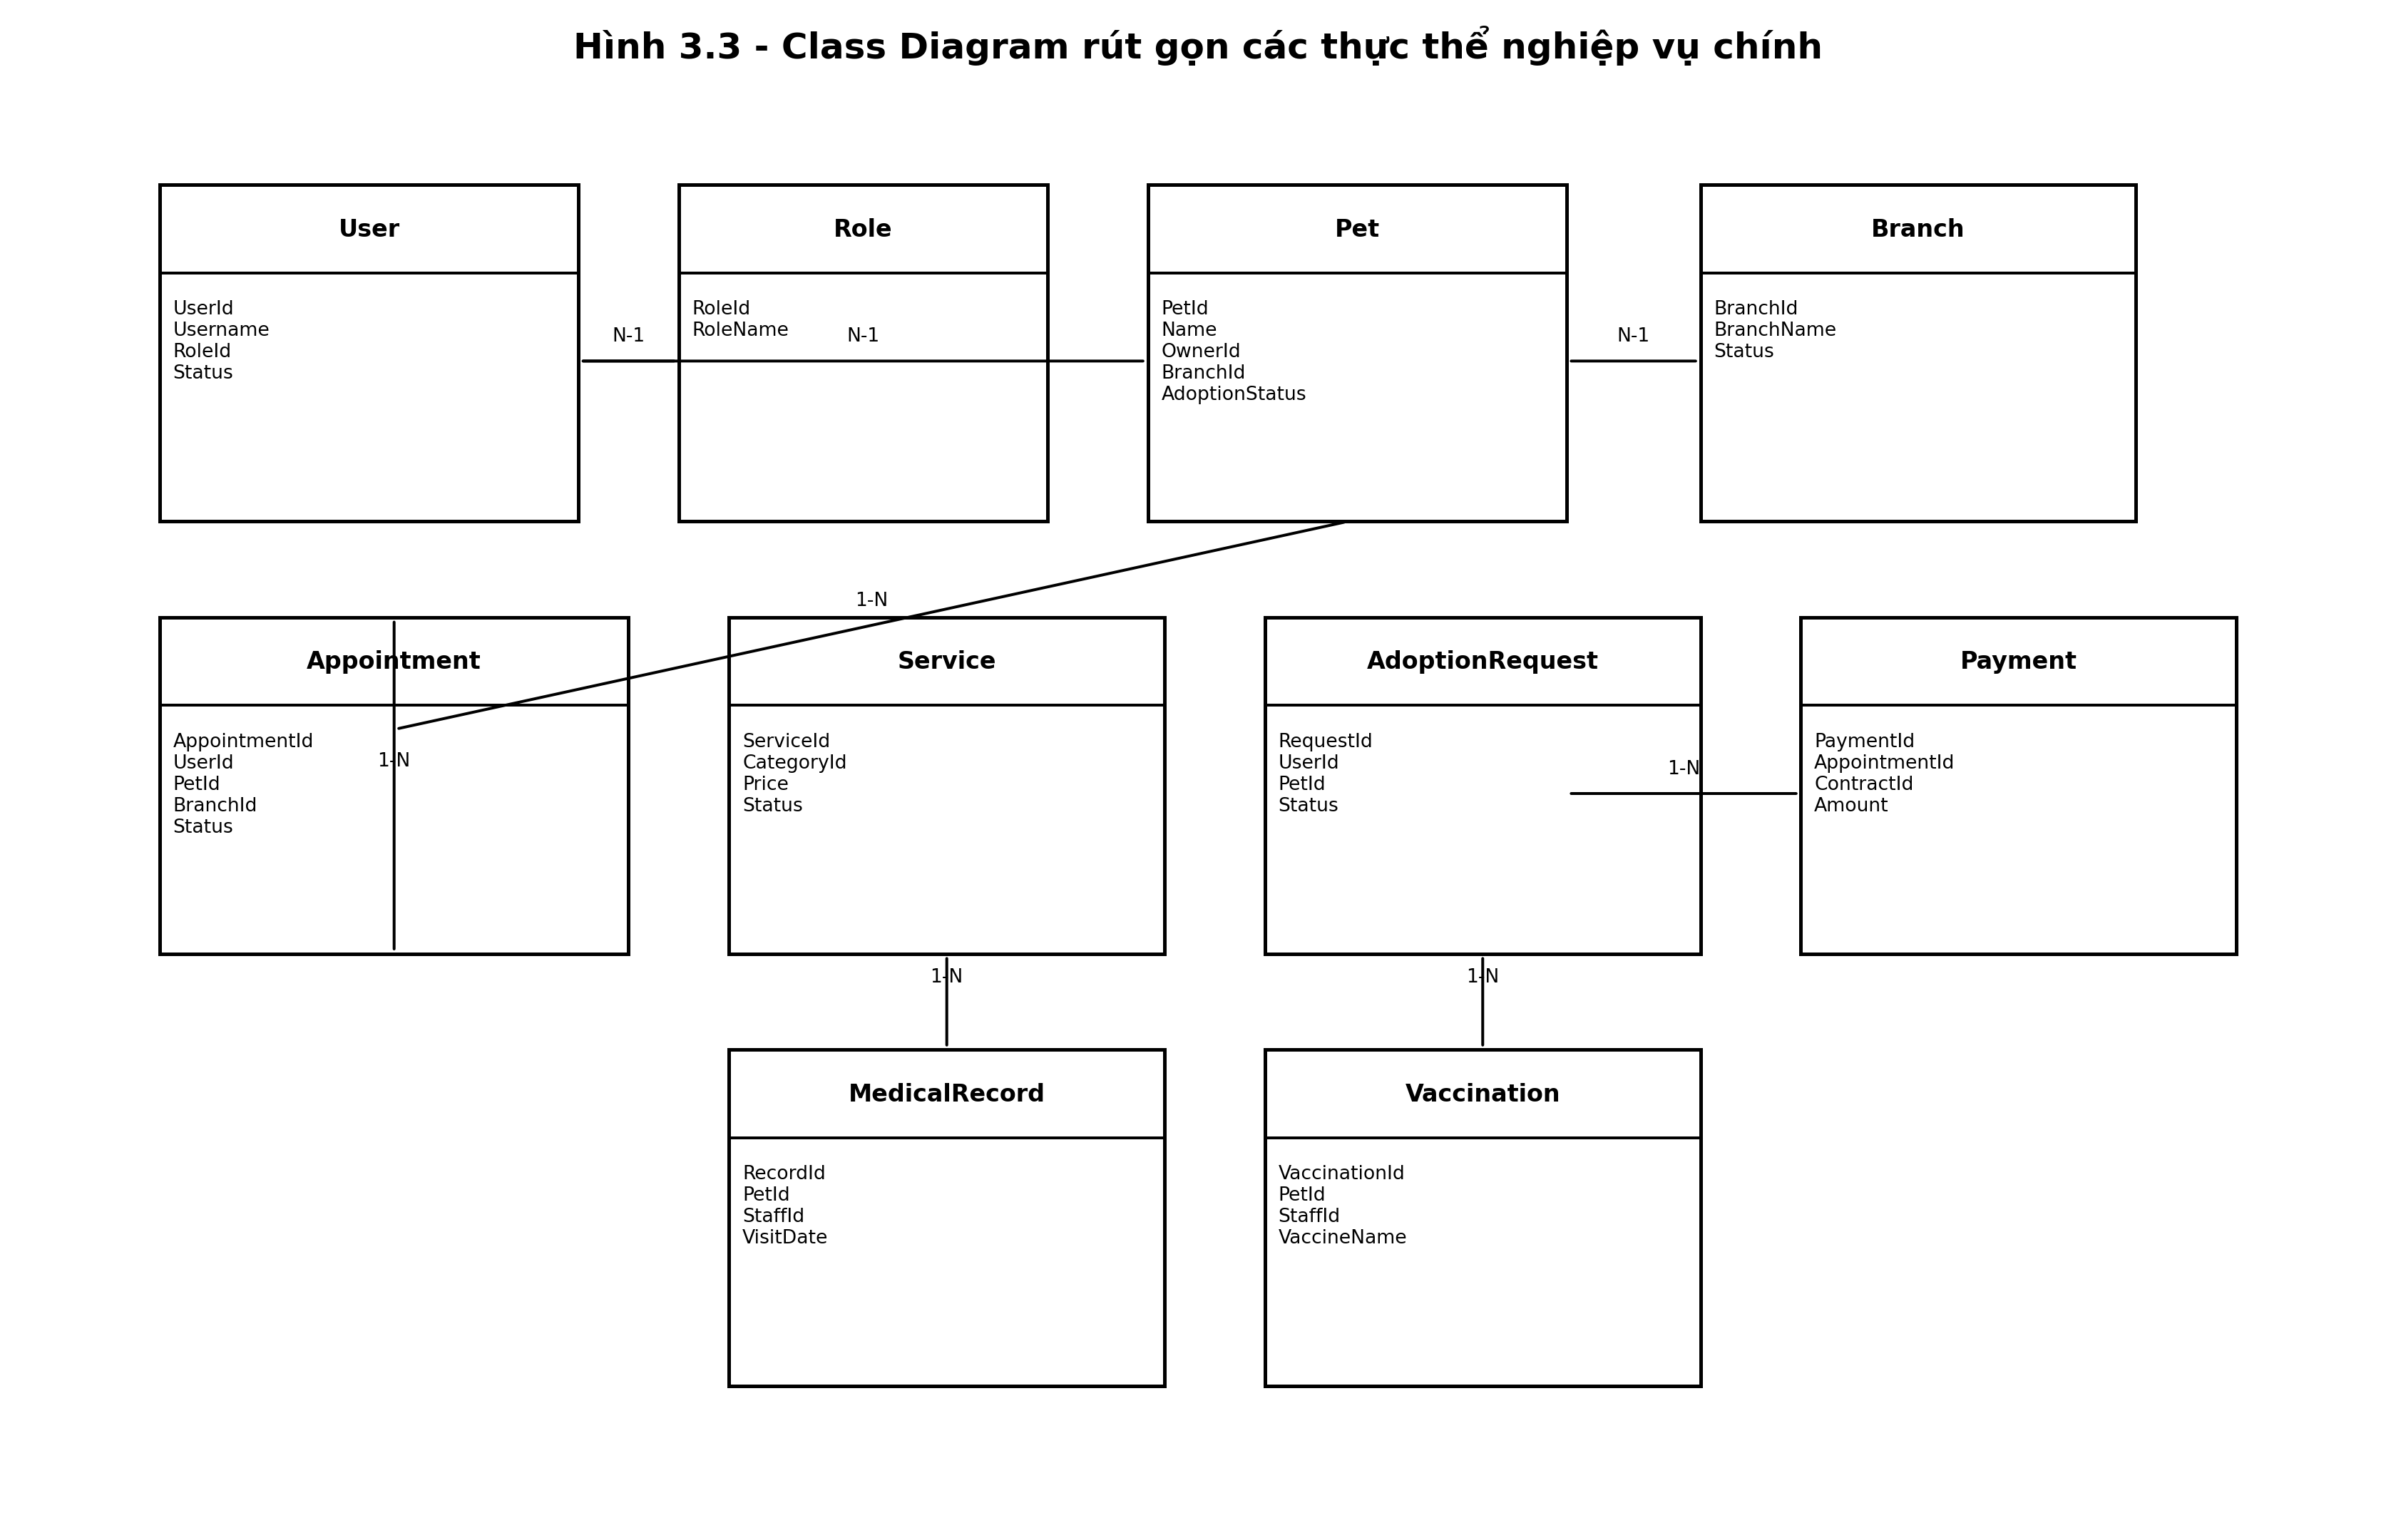 Hình 3.3 - Class Diagram rút gọn các thực thể nghiệp vụ chính
User
UserId
Username
RoleId
Status
N-1
Role
RoleId
RoleName
N-1
Pet
PetId
Name
OwnerId
BranchId
AdoptionStatus
N-1
Branch
BranchId
BranchName
Status
1-N
Appointment
AppointmentId
UserId
PetId
BranchId
Status
1-N
Service
ServiceId
CategoryId
Price
Status
AdoptionRequest
RequestId
UserId
PetId
Status
1-N
Payment
PaymentId
AppointmentId
ContractId
Amount
1-N
1-N
MedicalRecord
RecordId
PetId
StaffId
VisitDate
Vaccination
VaccinationId
PetId
StaffId
VaccineName